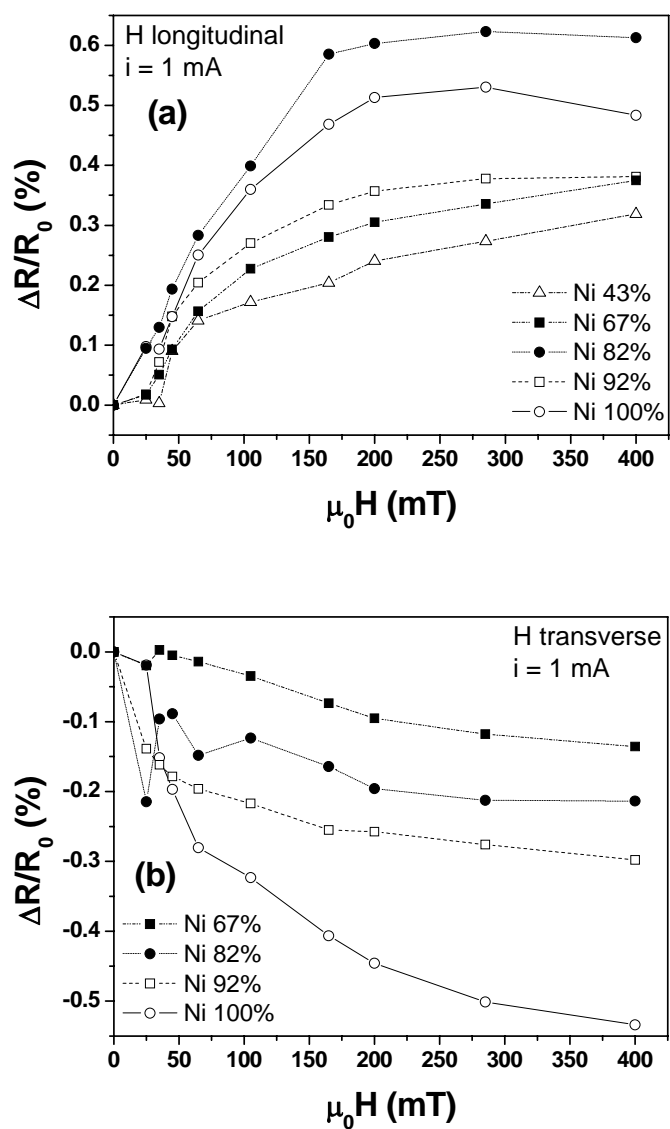 H longitudinal
i = 1 mA
(a)
ΔR/R₀ (%)
0.6
0.5
0.4
0.3
0.2
0.1
0.0
Ni 43%
Ni 67%
Ni 82%
Ni 92%
Ni 100%
0 50 100 150 200 250 300 350 400
μ₀H (mT)
H transverse
i = 1 mA
ΔR/R₀ (%)
0.0
-0.1
-0.2
-0.3
-0.4
-0.5
(b)
Ni 67%
Ni 82%
Ni 92%
Ni 100%
0 50 100 150 200 250 300 350 400
μ₀H (mT)